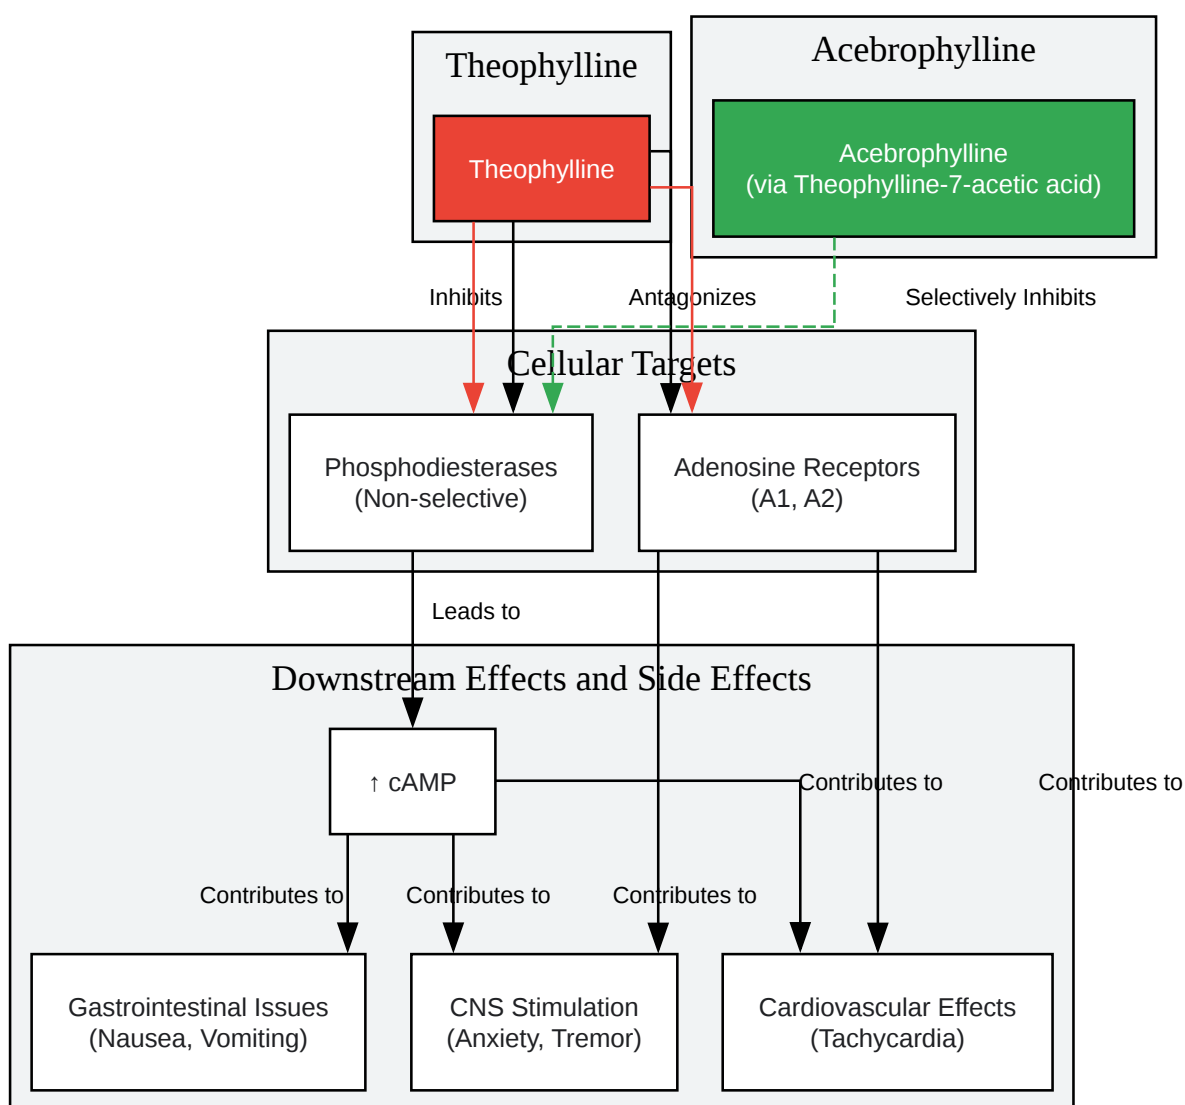 Theophylline
Acebrophylline
Theophylline
Acebrophylline
(via Theophylline-7-acetic acid)
Inhibits
Antagonizes
Selectively Inhibits
Cellular Targets
Phosphodiesterases
(Non-selective)
Adenosine Receptors
(A1, A2)
Leads to
Downstream Effects and Side Effects
↑ cAMP
Contributes to
Contributes to
Contributes to
Contributes to
Contributes to
Gastrointestinal Issues
(Nausea, Vomiting)
CNS Stimulation
(Anxiety, Tremor)
Cardiovascular Effects
(Tachycardia)